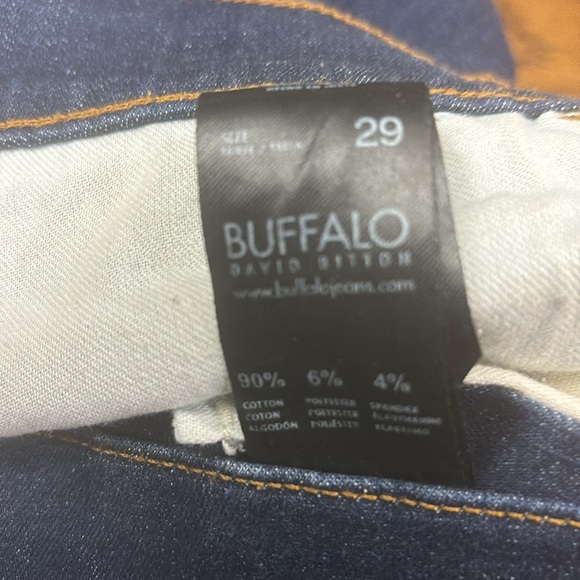 SIZE
29
BUFFALO
DAVID BITTON
www.buffalojeans.com
90% 6% 4%
COTTON POLYESTER SPANDEX
COTON POLYESTER ÉLASTHANNE
ALGODÓN POLIÉSTER ELASTANO